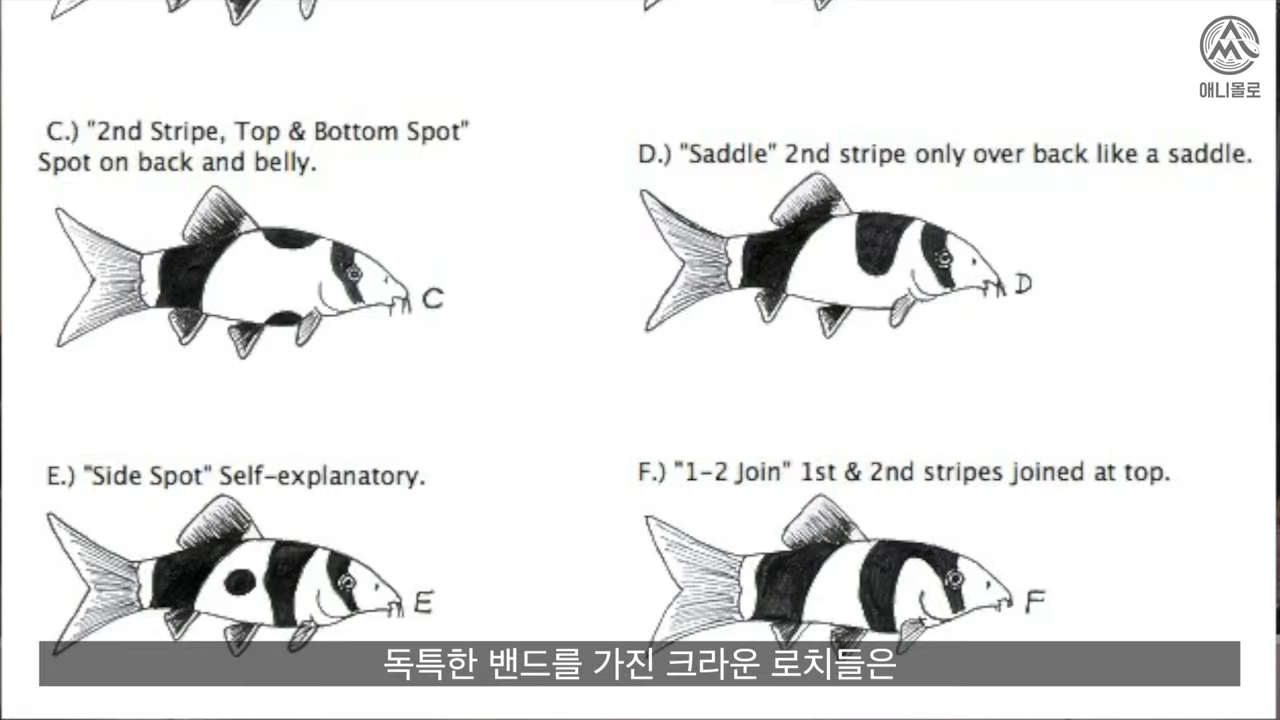 애니몰로
C.) "2nd Stripe, Top & Bottom Spot"
Spot on back and belly.
D.) "Saddle" 2nd stripe only over back like a saddle.
C
D
E.) "Side Spot" Self-explanatory.
F.) "1-2 Join" 1st & 2nd stripes joined at top.
E
F
독특한 밴드를 가진 크라운 로치들은